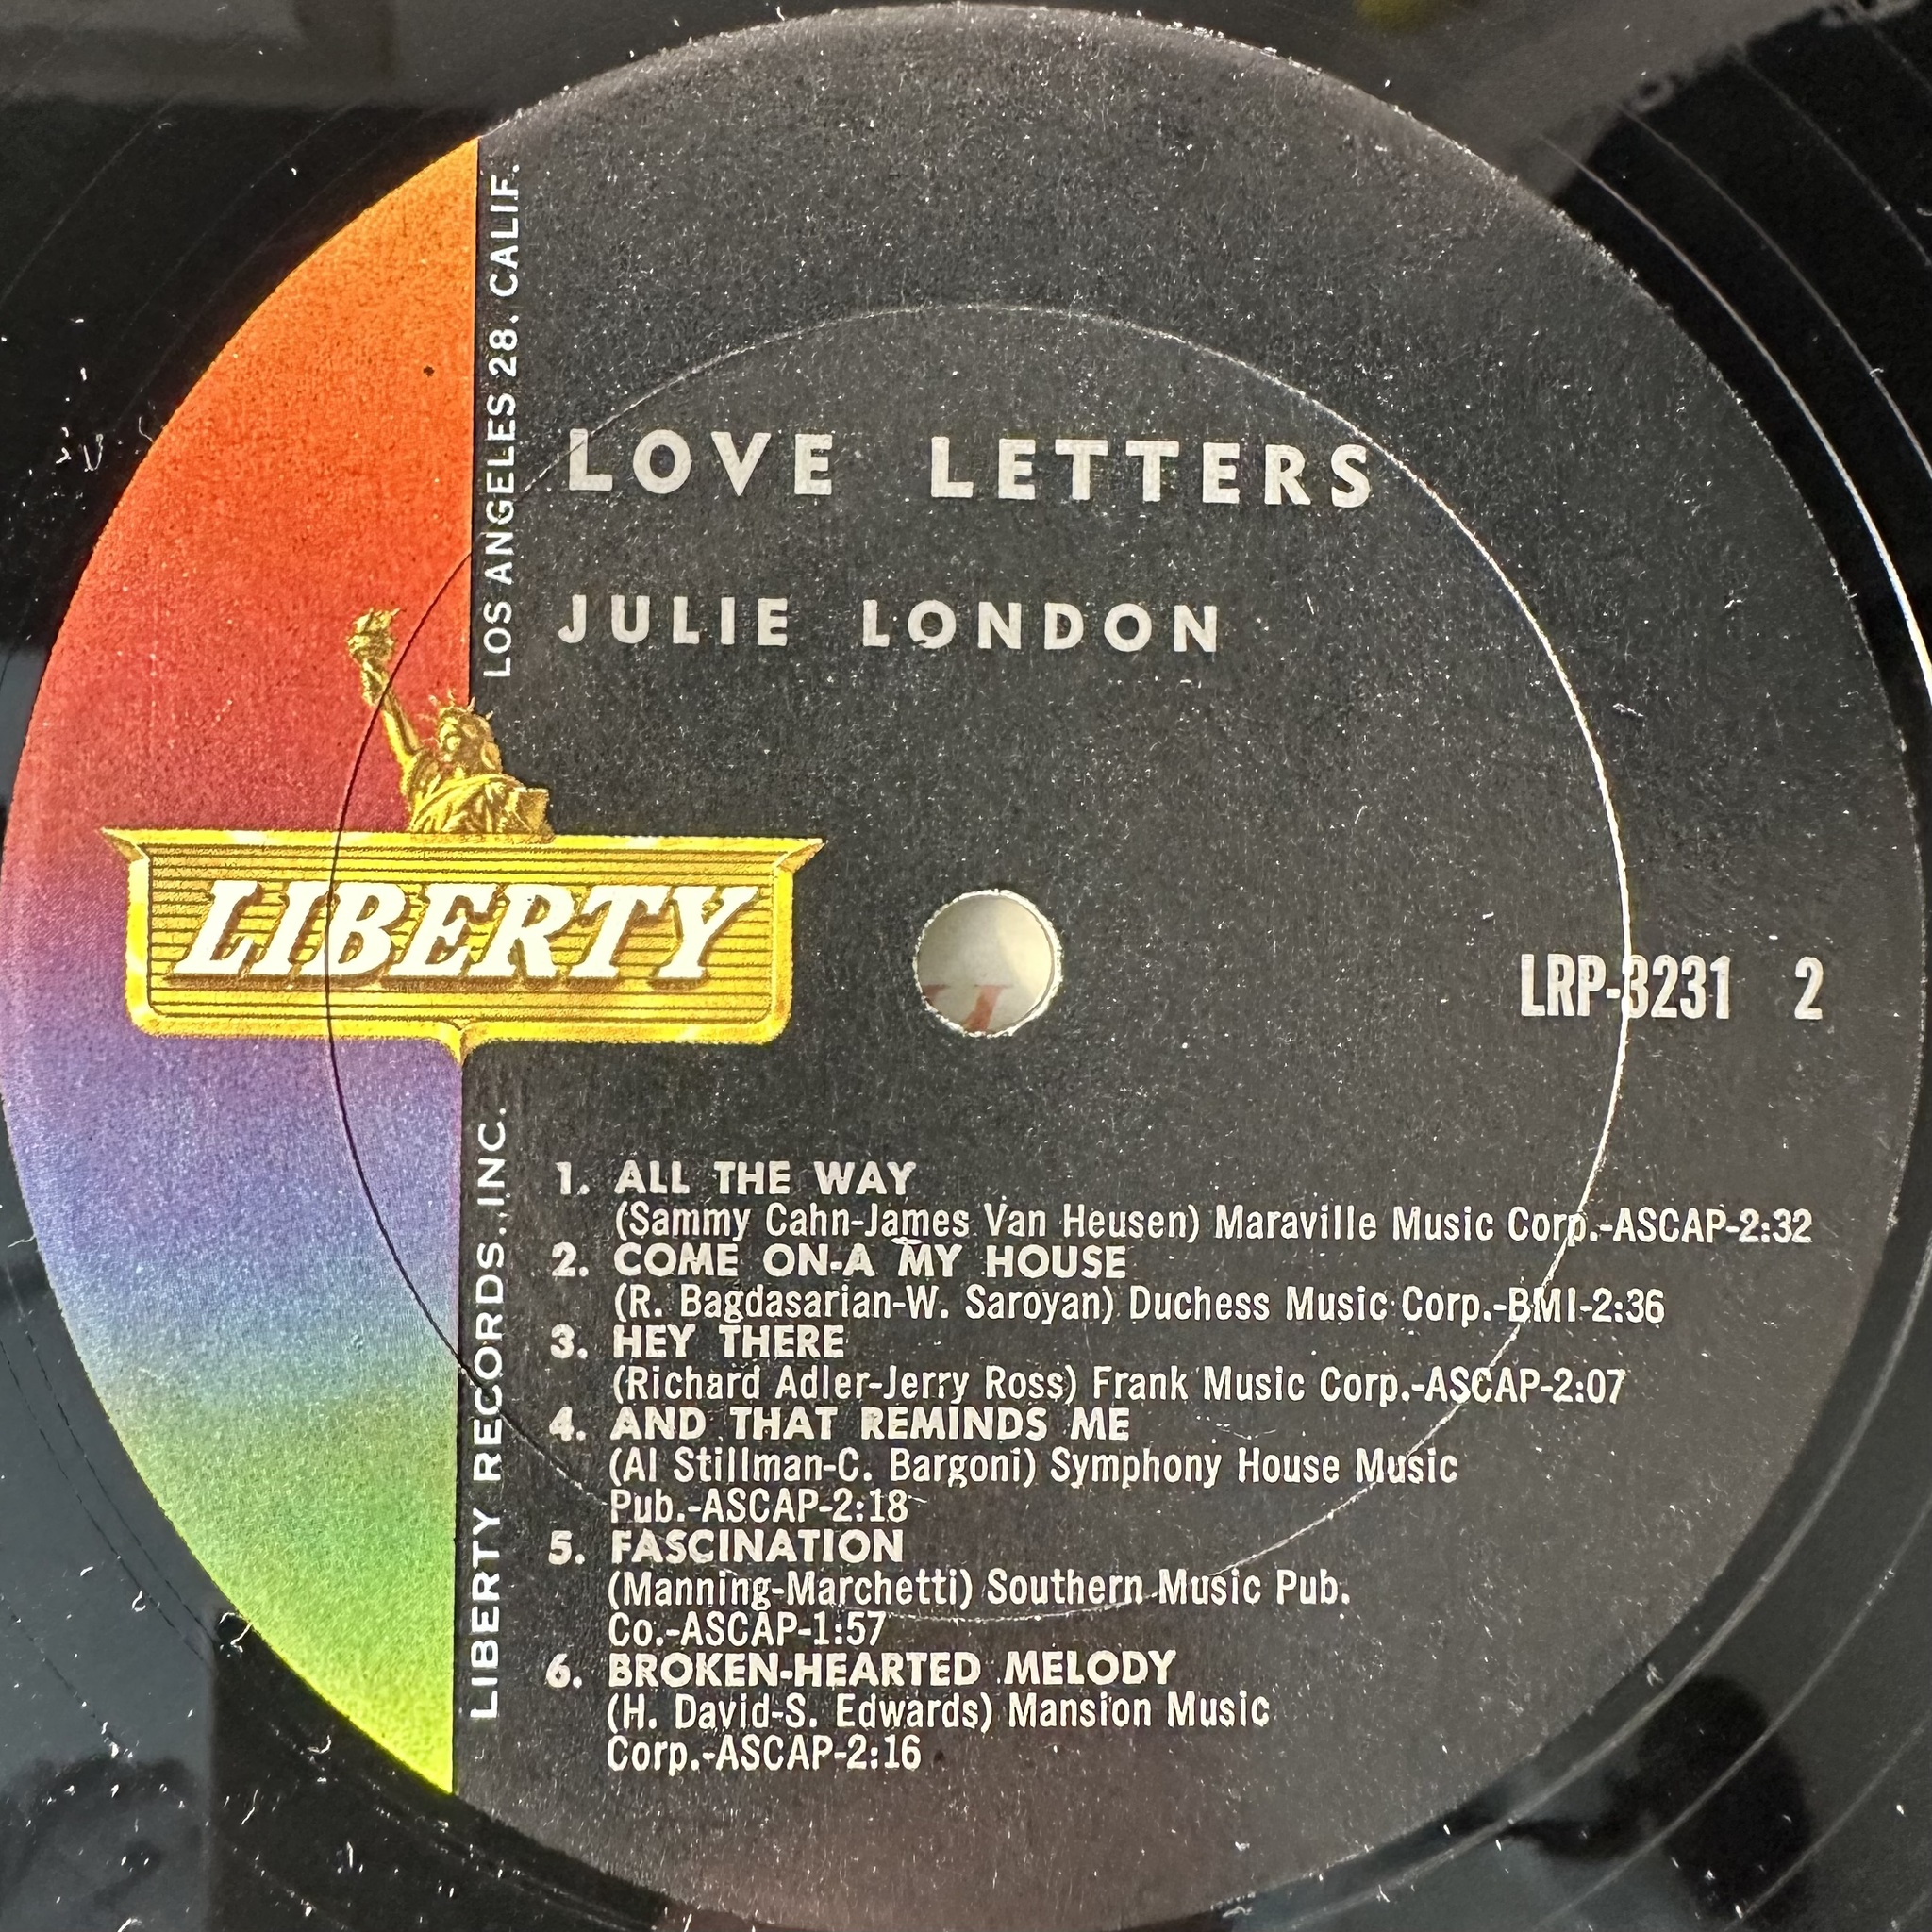 LOVE LETTERS
JULIE LONDON
LOS ANGELES 28, CALIF.
LIBERTY
LRP-3231 2
LIBERTY RECORDS, INC.
1. ALL THE WAY
(Sammy Cahn-James Van Heusen) Maraville Music Corp.-ASCAP-2:32
2. COME ON-A MY HOUSE
(R. Bagdasarian-W. Saroyan) Duchess Music Corp.-BMI-2:36
3. HEY THERE
(Richard Adler-Jerry Ross) Frank Music Corp.-ASCAP-2:07
4. AND THAT REMINDS ME
(Al Stillman-C. Bargoni) Symphony House Music
Pub.-ASCAP-2:18
5. FASCINATION
(Manning-Marchetti) Southern Music Pub.
Co.-ASCAP-1:57
6. BROKEN-HEARTED MELODY
(H. David-S. Edwards) Mansion Music
Corp.-ASCAP-2:16